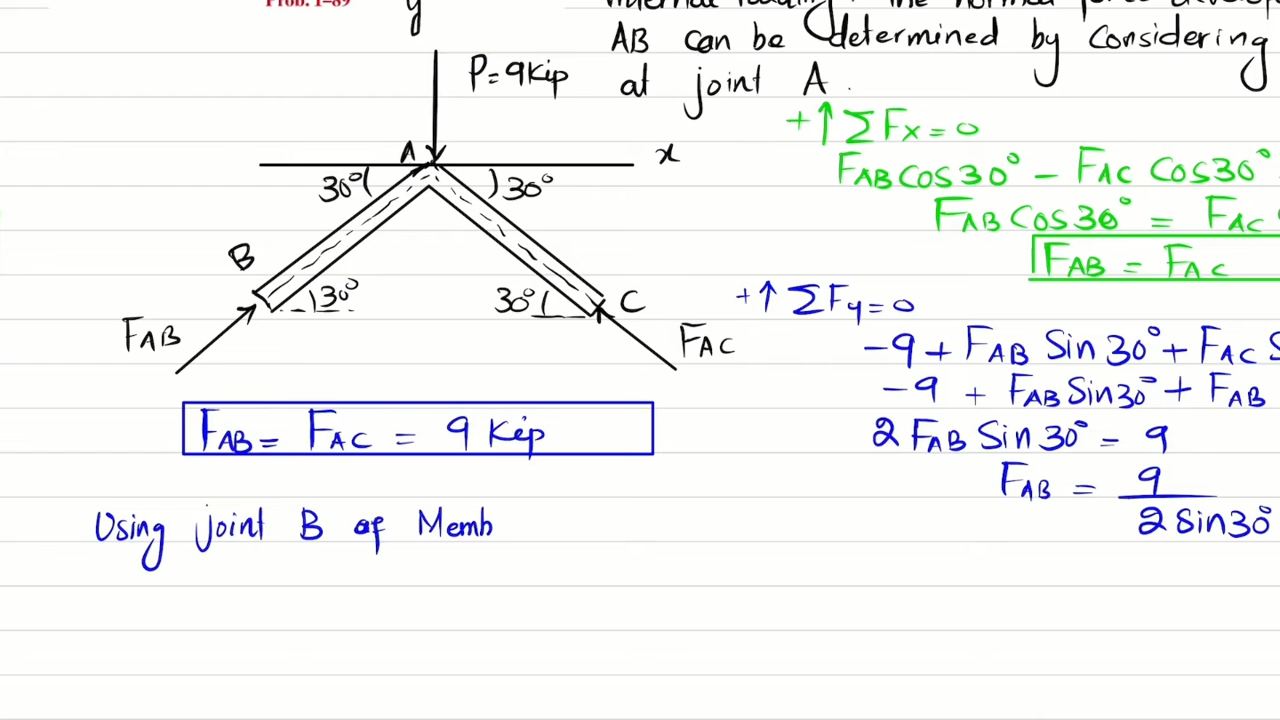 Prob. 1–89
y
internal loading. The normal force
AB can be determined by considering
at joint A.
P=9Kip
A
x
30°
30°
B
30°
30°
C
FAB
FAC
FAB = FAC = 9 Kip
Using joint B of Memb
+↑ ΣFx=0
FAB Cos30° - FAC Cos30°
FAB Cos30° = FAC
FAB = FAC
+↑ ΣFy=0
-9 + FAB Sin30° + FAC S
-9 + FAB Sin30° + FAB
2 FAB Sin30° = 9
FAB = 9
2 Sin30°